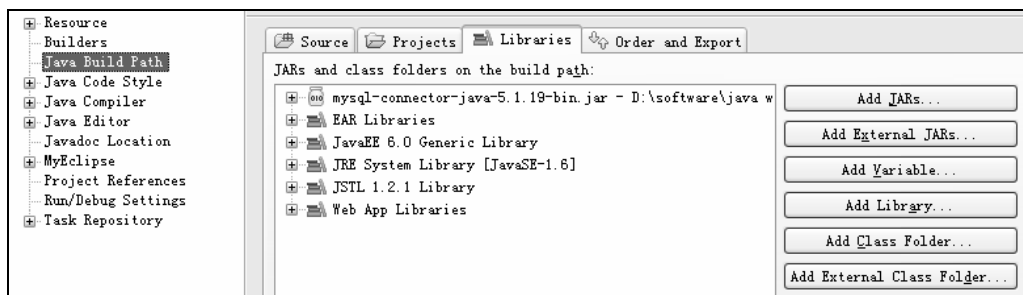 Resource
Builders
Java Build Path
Java Code Style
Java Compiler
Java Editor
Javadoc Location
MyEclipse
Project References
Run/Debug Settings
Task Repository
Source Projects Libraries Order and Export
JARs and class folders on the build path:
mysql-connector-java-5.1.19-bin.jar - D:\software\java w
EAR Libraries
JavaEE 6.0 Generic Library
JRE System Library [JavaSE-1.6]
JSTL 1.2.1 Library
Web App Libraries
Add JARs...
Add External JARs...
Add Variable...
Add Library...
Add Class Folder...
Add External Class Folder...